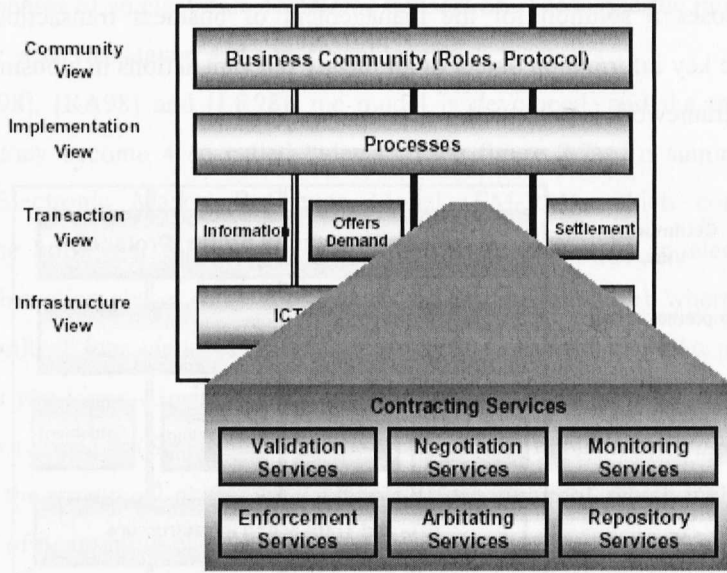 Community
View
Business Community (Roles, Protocol)
Implementation
View
Processes
Transaction
View
Information
Offers
Demand
Settlement
Infrastructure
View
ICT
Contracting Services
Validation
Services
Negotiation
Services
Monitoring
Services
Enforcement
Services
Arbitrating
Services
Repository
Services